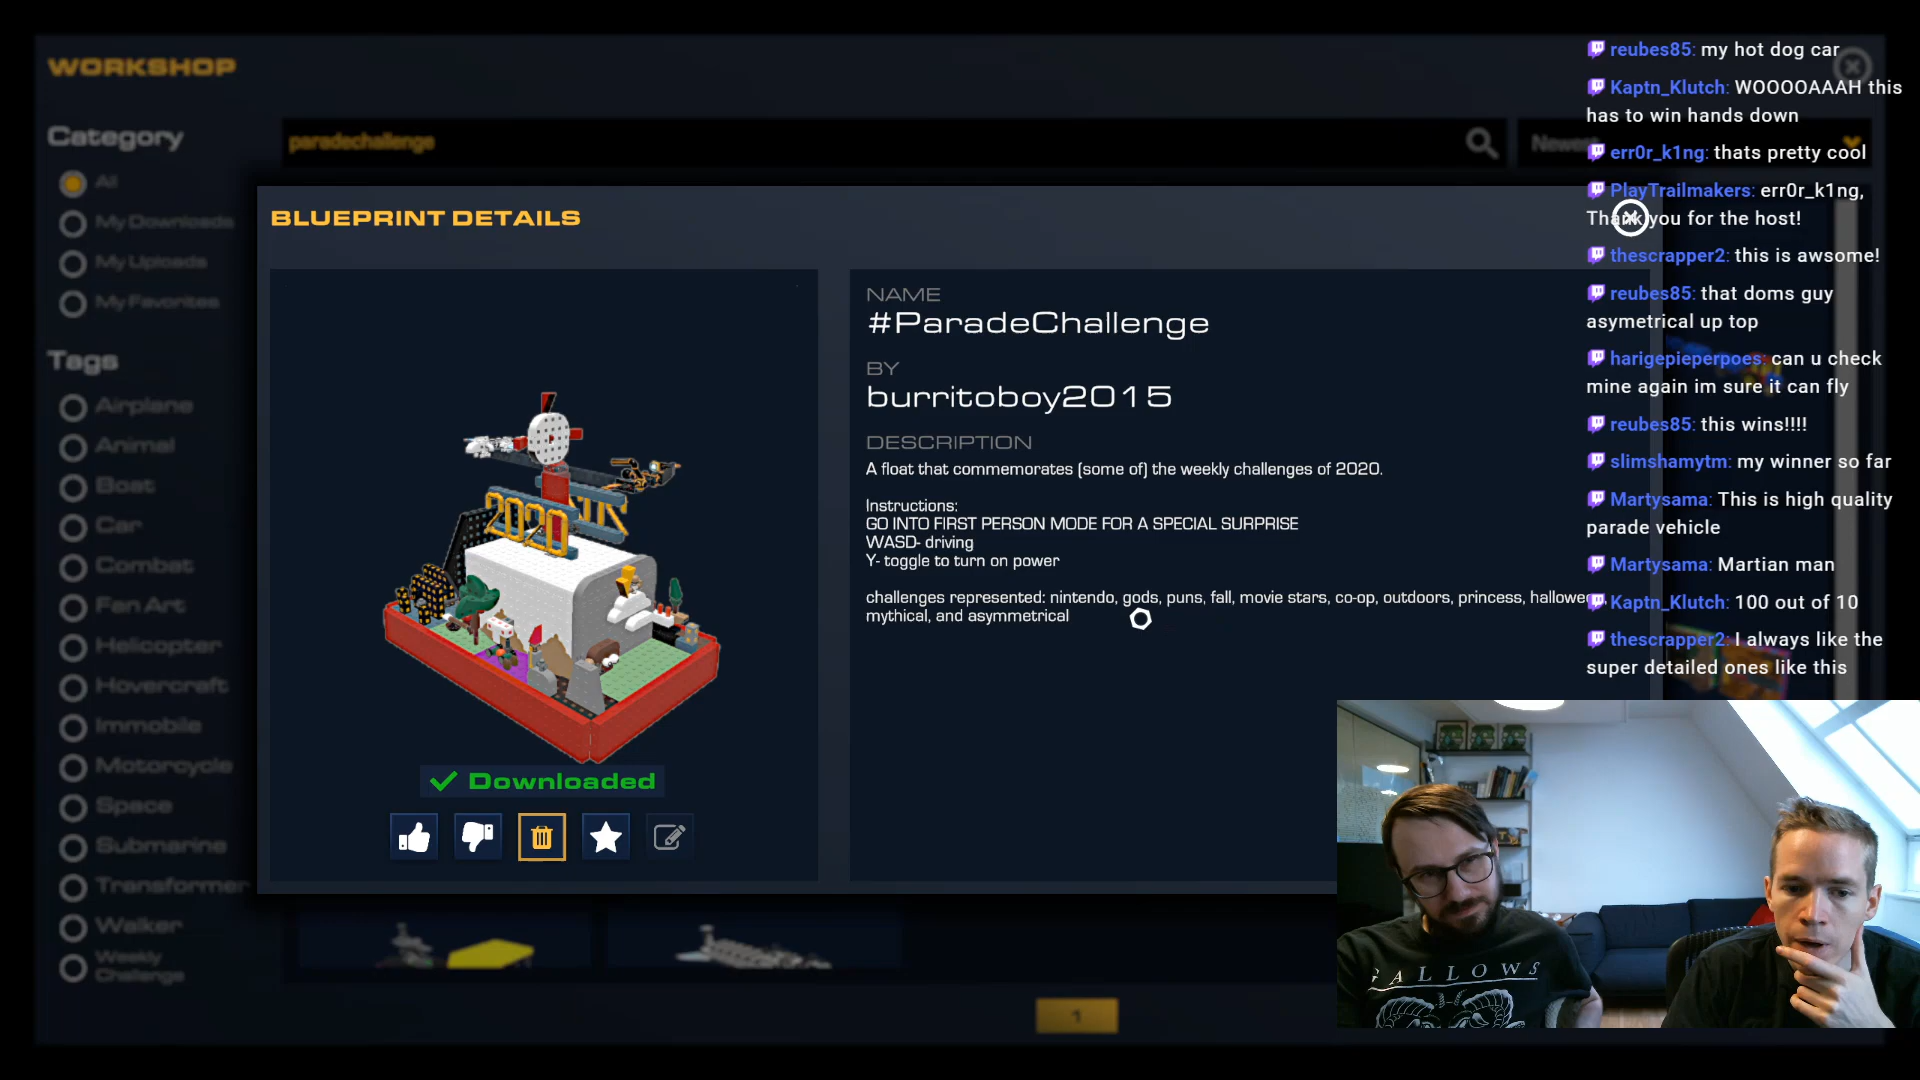 WORKSHOP
Category
All
My Downloads
My Uploads
My Favorites
Tags
Airplane
Animal
Boat
Car
Combat
Fan Art
Helicopter
Hovercraft
Immobile
Motorcycle
Space
Submarine
Transformer
Walker
Weekly
Challenge
paradechallenge
BLUEPRINT DETAILS
2020
Downloaded
NAME
#ParadeChallenge
BY
burritoboy2015
DESCRIPTION
A float that commemorates (some of) the weekly challenges of 2020.
Instructions:
GO INTO FIRST PERSON MODE FOR A SPECIAL SURPRISE
WASD- driving
Y- toggle to turn on power
challenges represented: nintendo, gods, puns, fall, movie stars, co-op, outdoors, princess,
mythical, and asymmetrical
1
reubes85: my hot dog car
Kaptn_Klutch: WOOOOAAAH this
has to win hands down
err0r_k1ng: thats pretty cool
PlayTrailmakers: err0r_k1ng,
Thank you for the host!
thescrapper2: this is awsome!
reubes85: that doms guy
asymetrical up top
harigepieperpoes: can u check
mine again im sure it can fly
reubes85: this wins!!!!
slimshamytm: my winner so far
Martysama: This is high quality
parade vehicle
Martysama: Martian man
Kaptn_Klutch: 100 out of 10
thescrapper2: I always like the
super detailed ones like this
GALLOWS